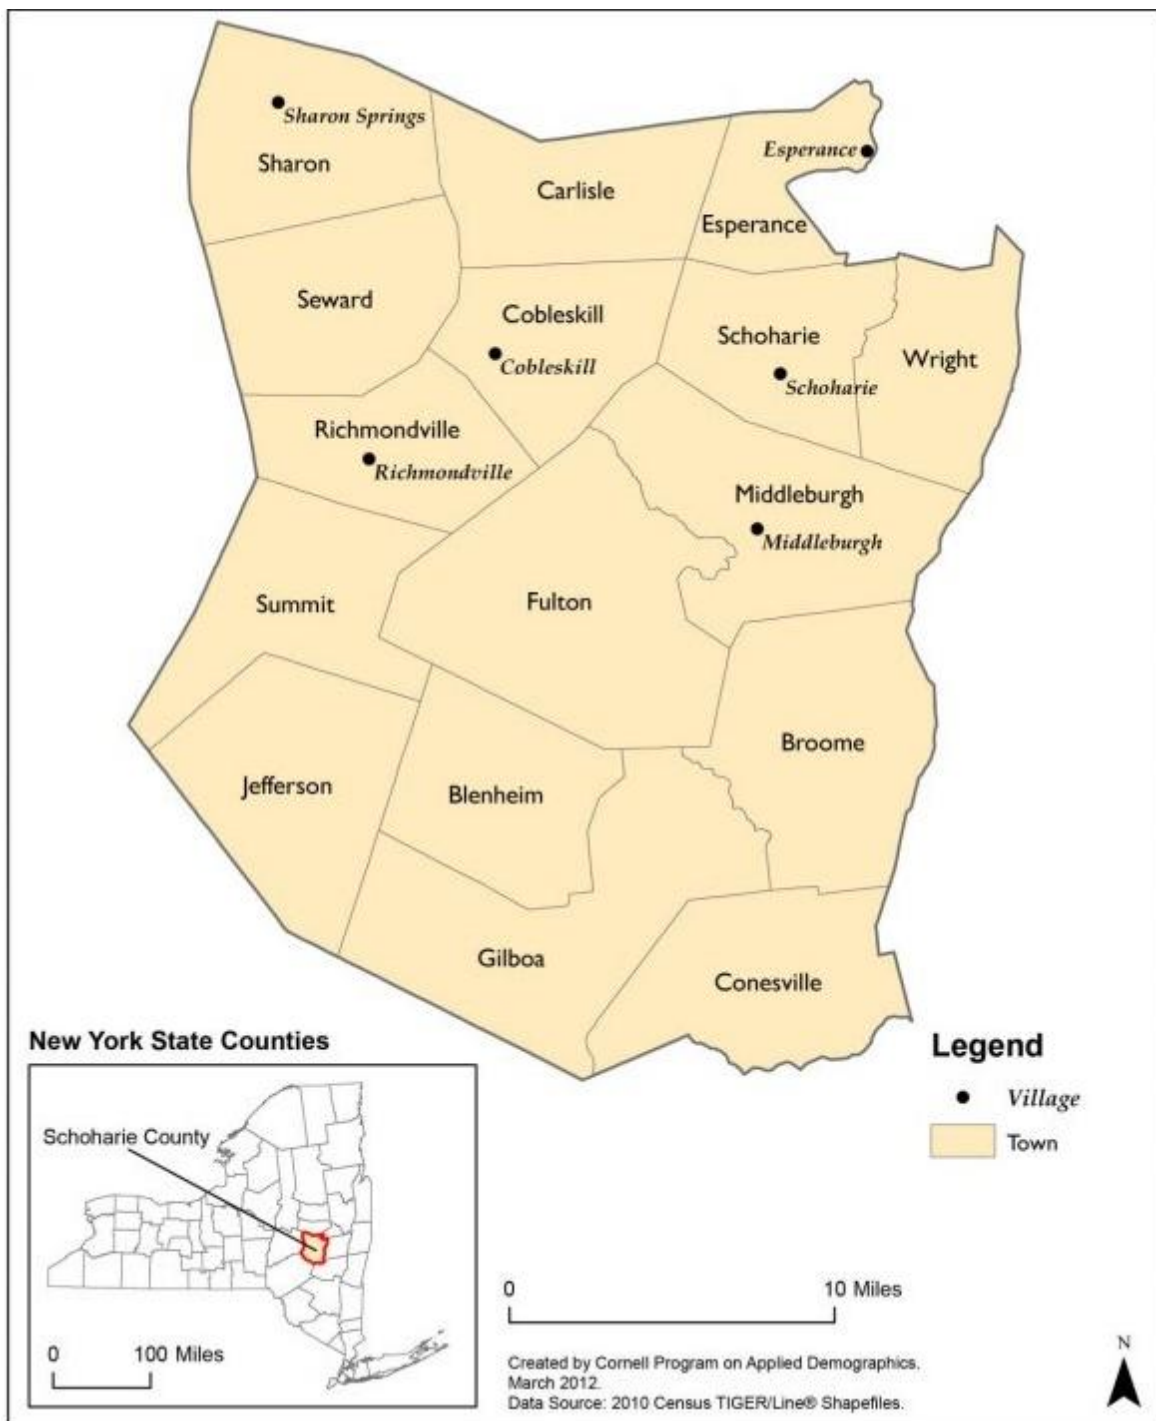 Sharon Springs
Sharon
Esperance
Carlisle
Esperance
Seward
Cobleskill
Schoharie
Wright
Cobleskill
Schoharie
Richmondville
Richmondville
Middleburgh
Middleburgh
Summit
Fulton
Broome
Jefferson
Blenheim
Gilboa
Conesville
New York State Counties
Schoharie County
0 100 Miles
Legend
Village
Town
0 10 Miles
Created by Cornell Program on Applied Demographics.
March 2012.
Data Source: 2010 Census TIGER/Line® Shapefiles.
N